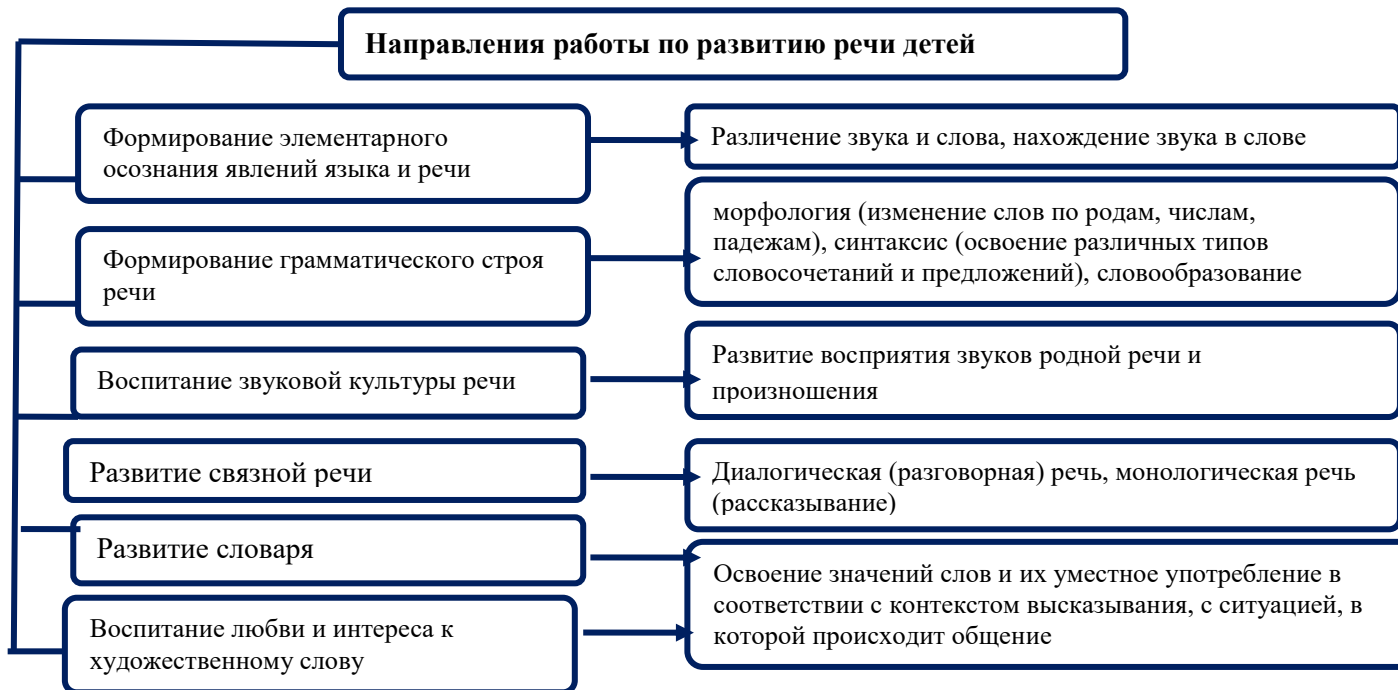 Направления работы по развитию речи детей
Формирование элементарного
осознания явлений языка и речи
Различение звука и слова, нахождение звука в слове
Формирование грамматического строя
речи
морфология (изменение слов по родам, числам,
падежам), синтаксис (освоение различных типов
словосочетаний и предложений), словообразование
Воспитание звуковой культуры речи
Развитие восприятия звуков родной речи и
произношения
Развитие связной речи
Диалогическая (разговорная) речь, монологическая речь
(рассказывание)
Развитие словаря
Освоение значений слов и их уместное употребление в
соответствии с контекстом высказывания, с ситуацией, в
которой происходит общение
Воспитание любви и интереса к
художественному слову